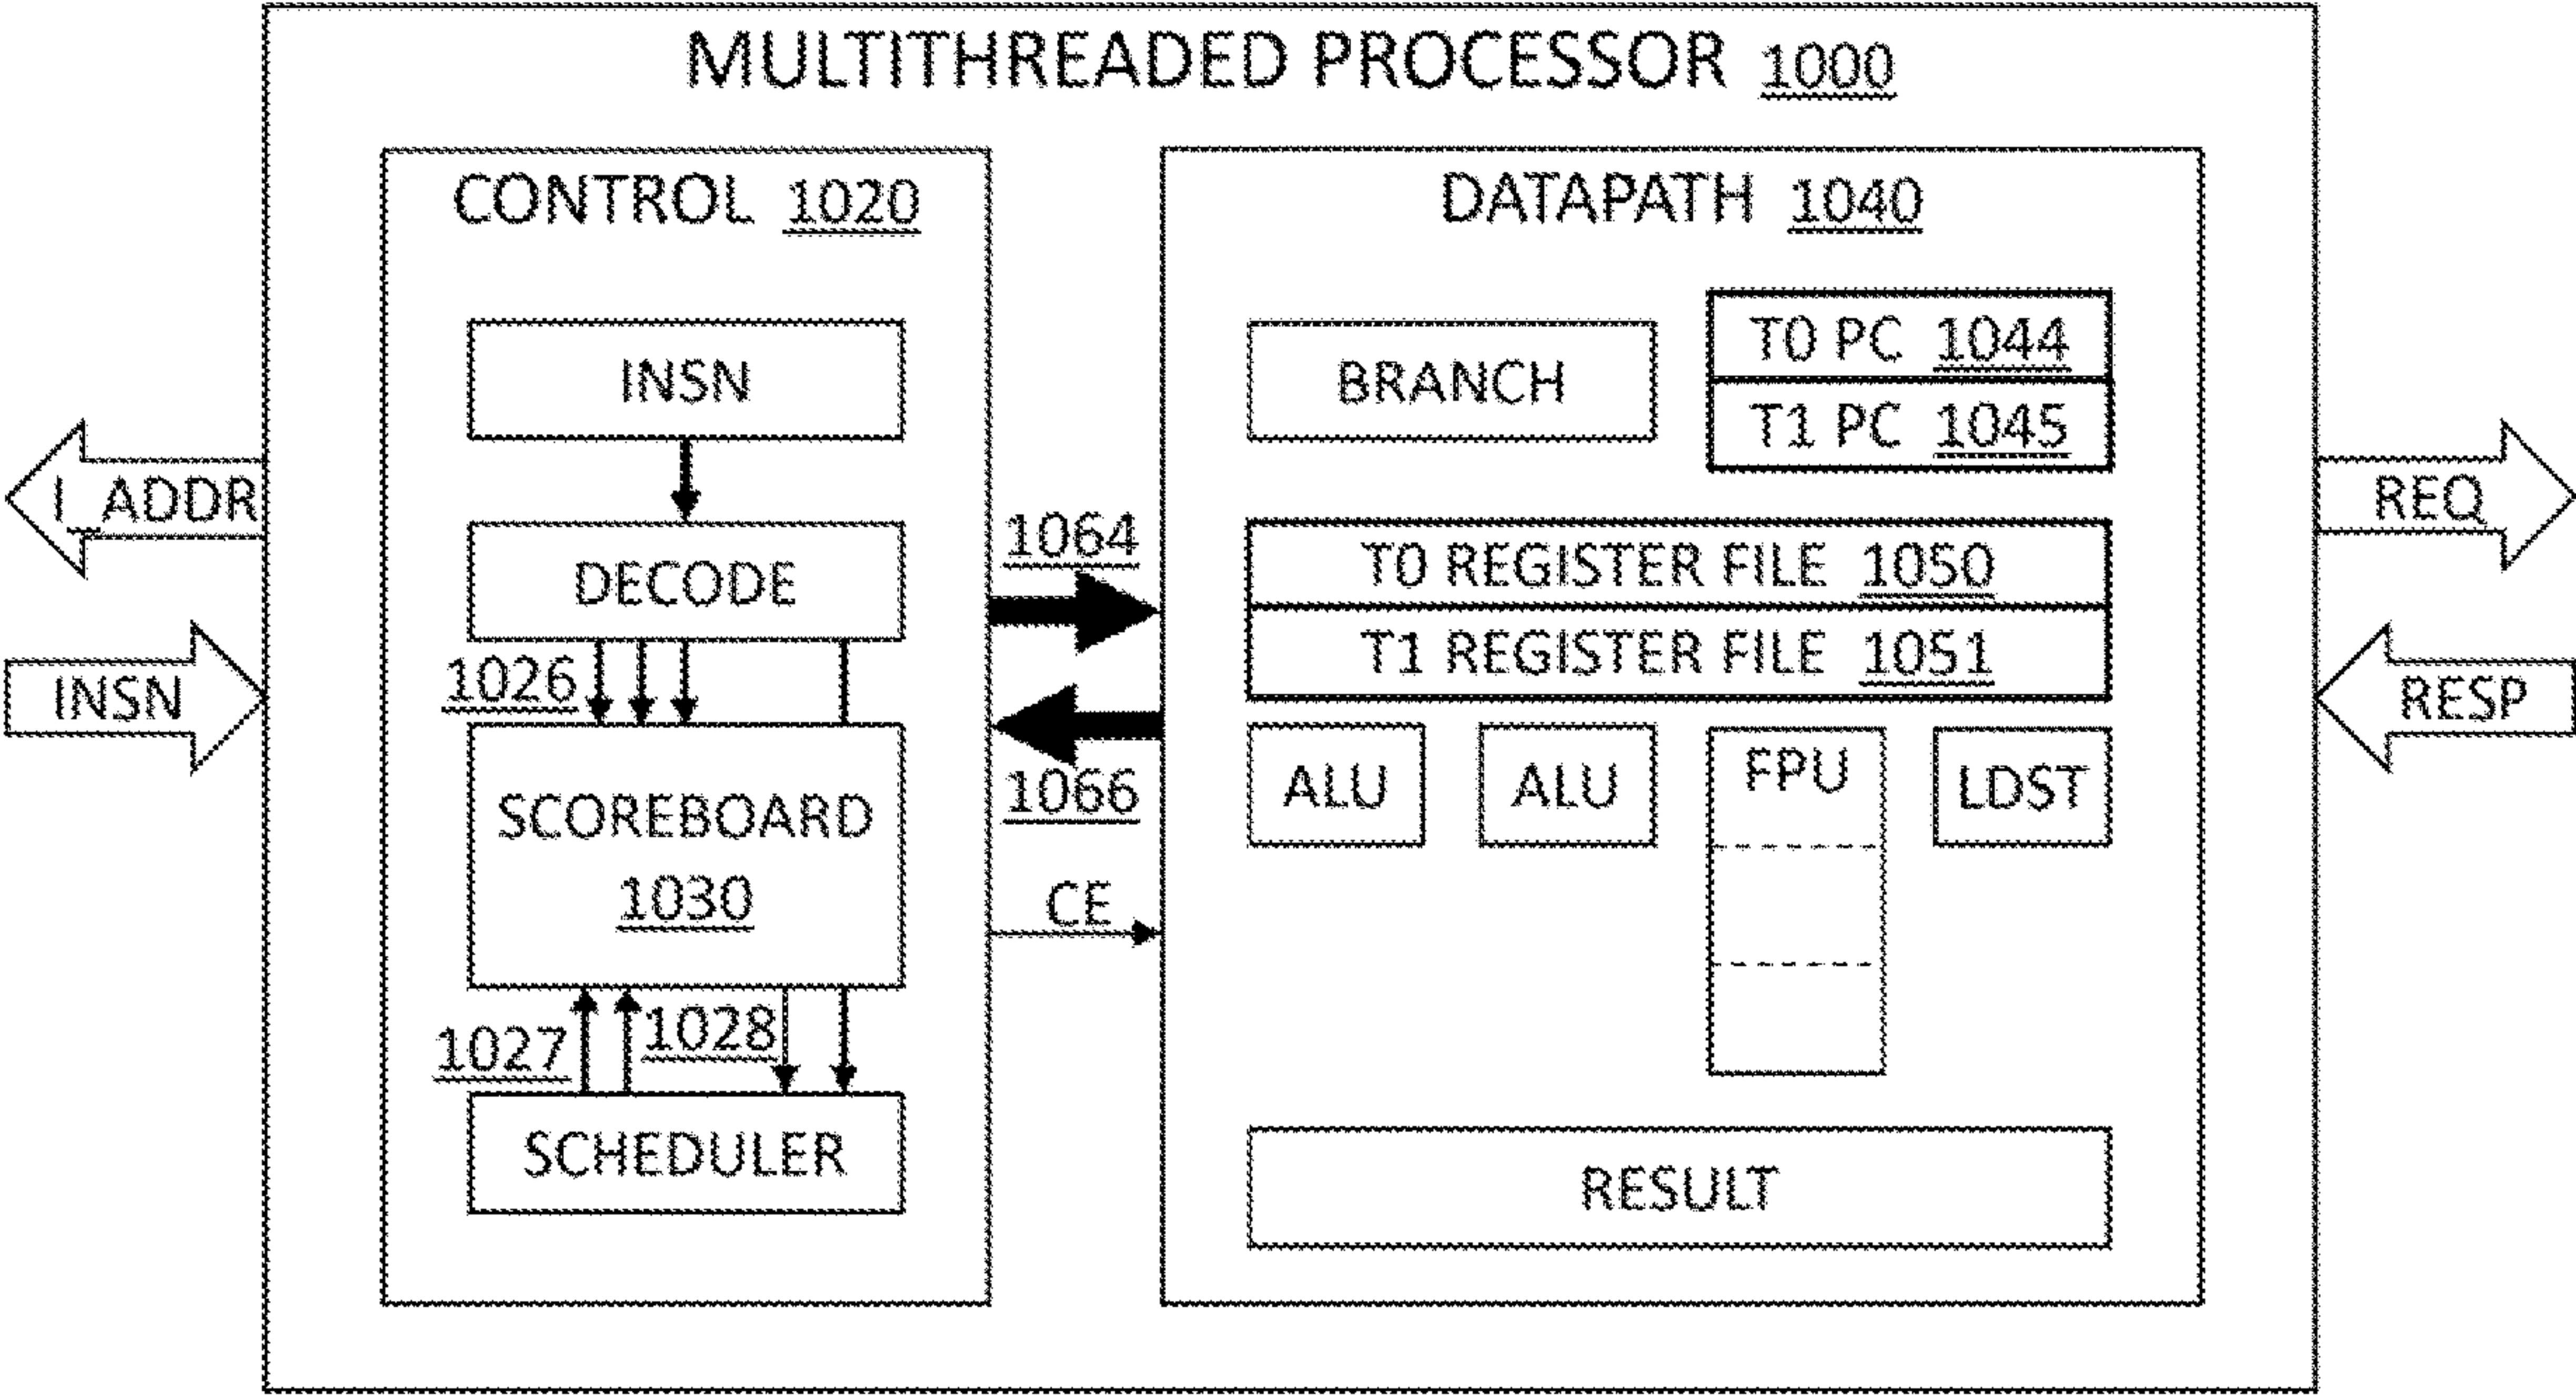 MULTITHREADED PROCESSOR 1000
CONTROL 1020
INSN
DECODE
1026
SCOREBOARD
1030
1027
1028
SCHEDULER
I_ADDR
INSN
1064
1066
CE
DATAPATH 1040
BRANCH
T0 PC 1044
T1 PC 1045
T0 REGISTER FILE 1050
T1 REGISTER FILE 1051
ALU
ALU
FPU
LDST
RESULT
REQ
RESP